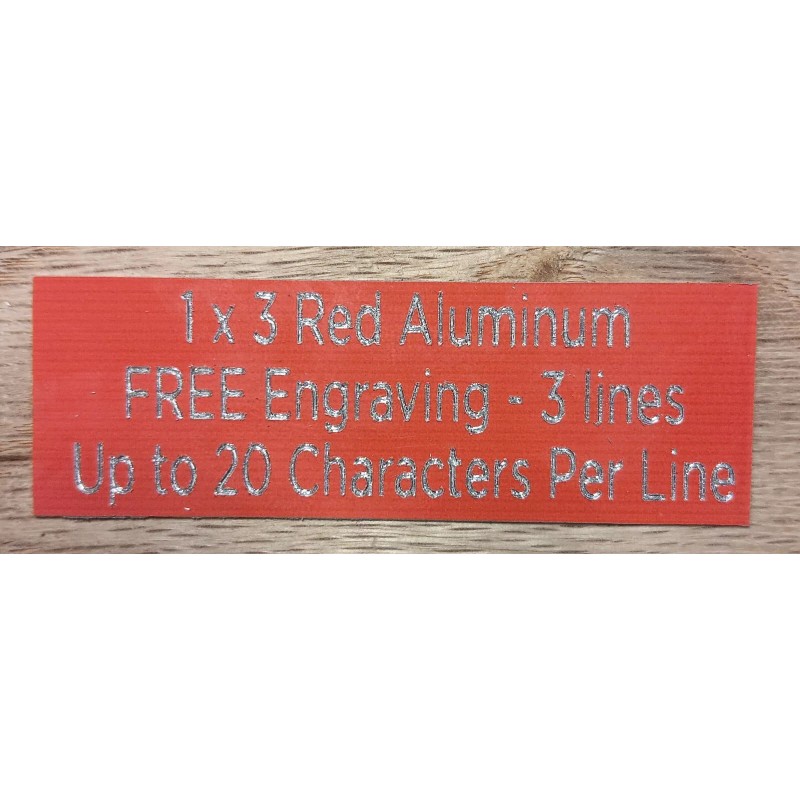 1 x 3 Red Aluminum
FREE Engraving - 3 lines
Up to 20 Characters Per Line